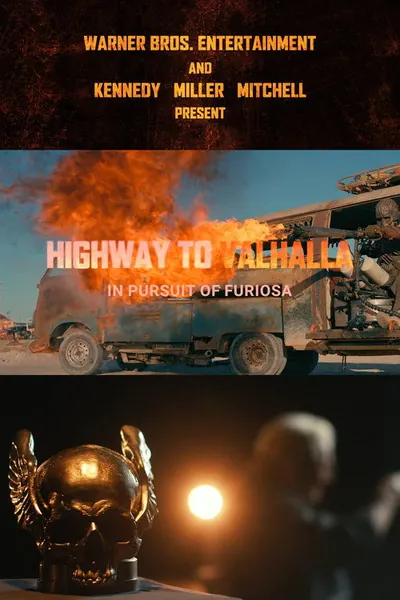 WARNER BROS. ENTERTAINMENT
AND
KENNEDY MILLER MITCHELL
PRESENT
HIGHWAY TO VALHALLA
IN PURSUIT OF FURIOSA